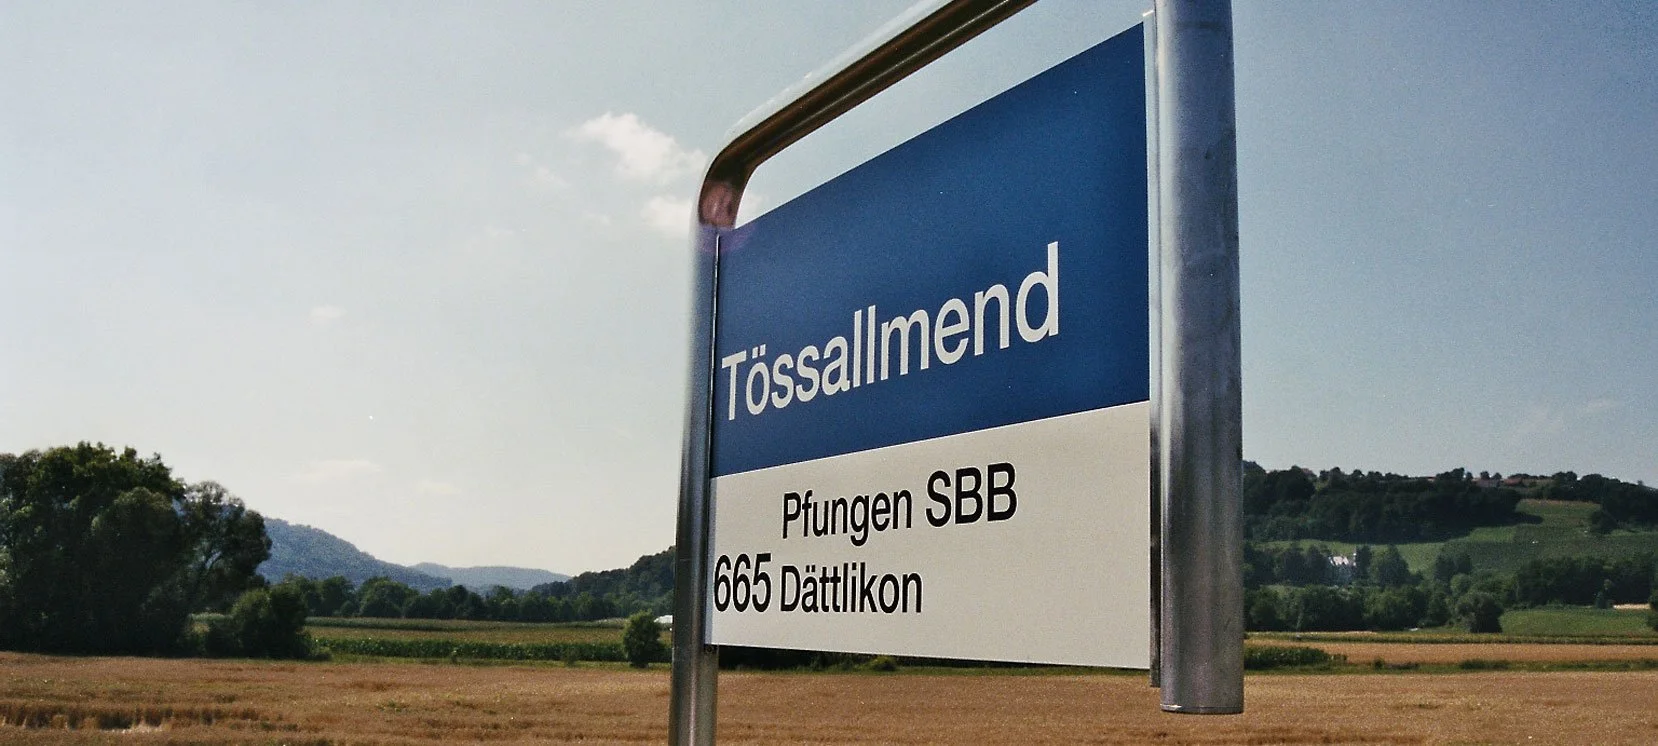 Tössallmend
Pfungen SBB
665 Dättlikon